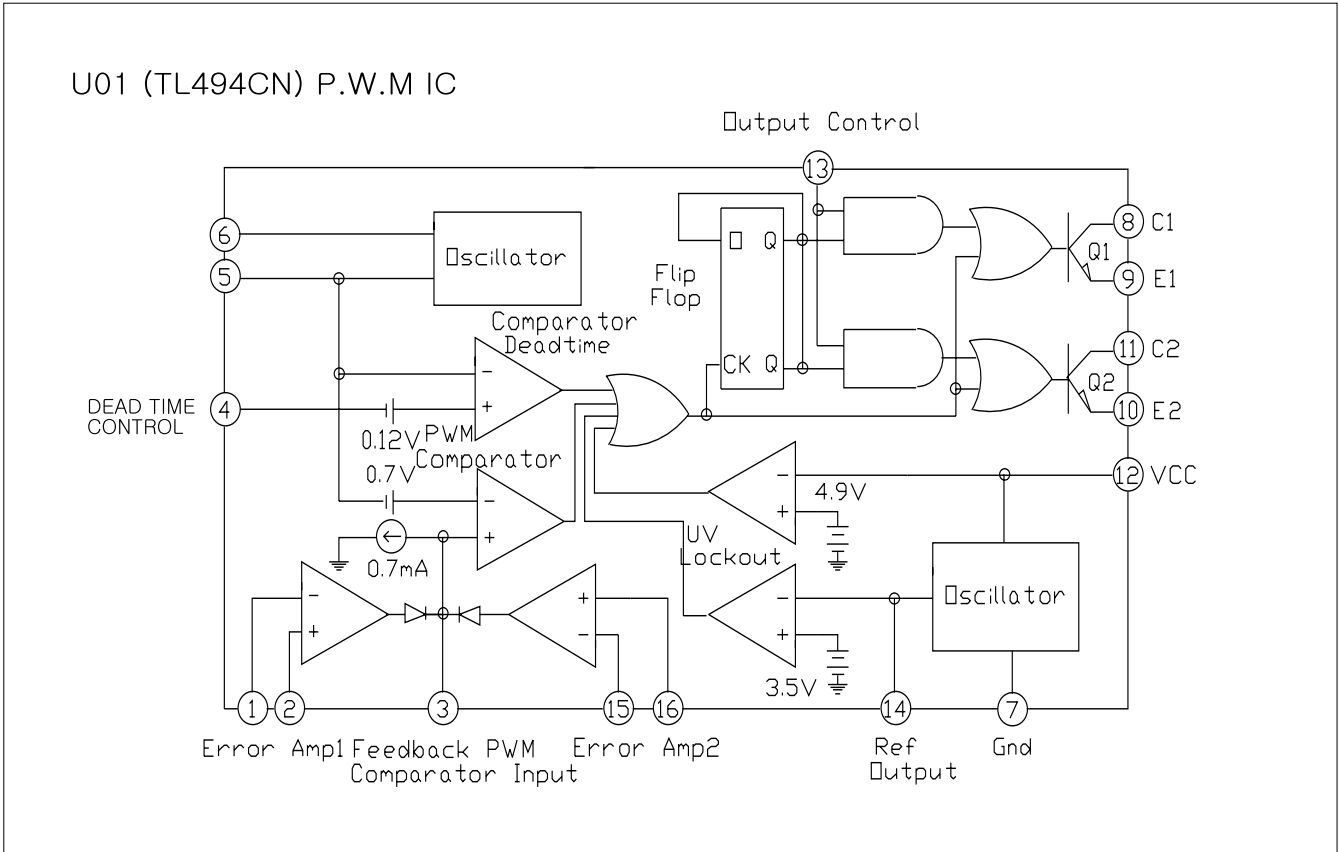 U01 (TL494CN) P.W.M IC
Output Control
13
6
5
Oscillator
Flip
Flop
D Q
CK Q
8 C1
Q1
9 E1
Comparator
Deadtime
-
+
11 C2
Q2
10 E2
DEAD TIME
CONTROL
4
0.12V
PWM
Comparator
0.7V
-
+
0.7mA
-
+
4.9V
12 VCC
UV
Lockout
Oscillator
-
+
3.5V
-
+
+
-
1 2 3 15 16 14 7
Error Amp1 Feedback PWM
Comparator Input
Error Amp2
Ref
Output
Gnd